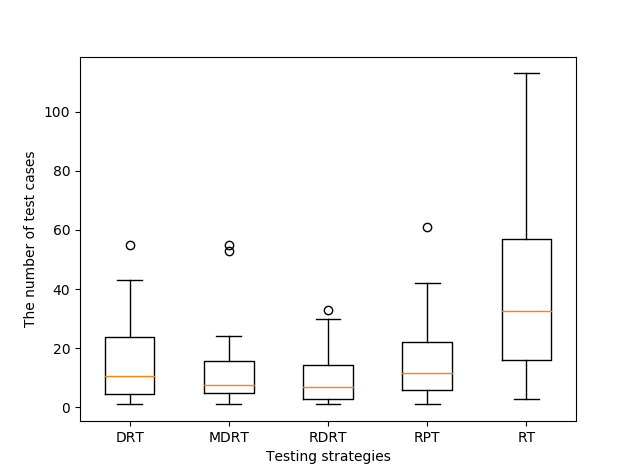 The number of test cases
100
80
60
40
20
0
DRT MDRT RDRT RPT RT
Testing strategies